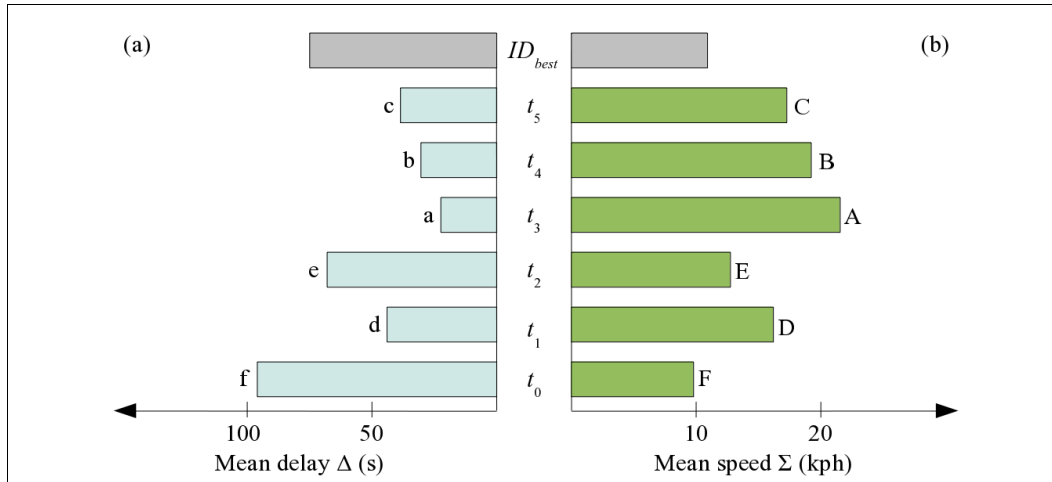 (a) ID_best (b)
c t_5 C
b t_4 B
a t_3 A
e t_2 E
d t_1 D
f t_0 F
100 50 10 20
Mean delay Δ (s) Mean speed Σ (kph)